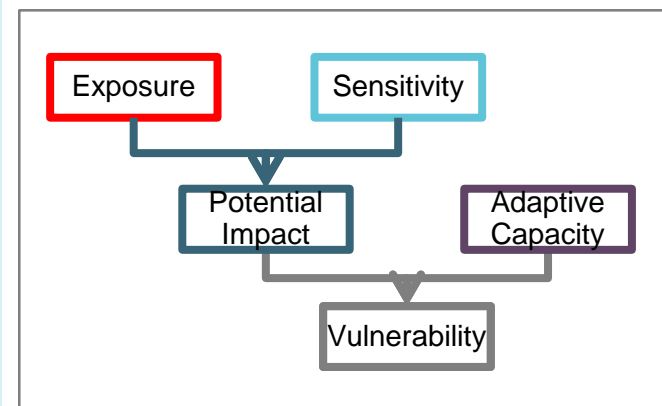 Exposure
Sensitivity
Potential
Impact
Adaptive
Capacity
Vulnerability